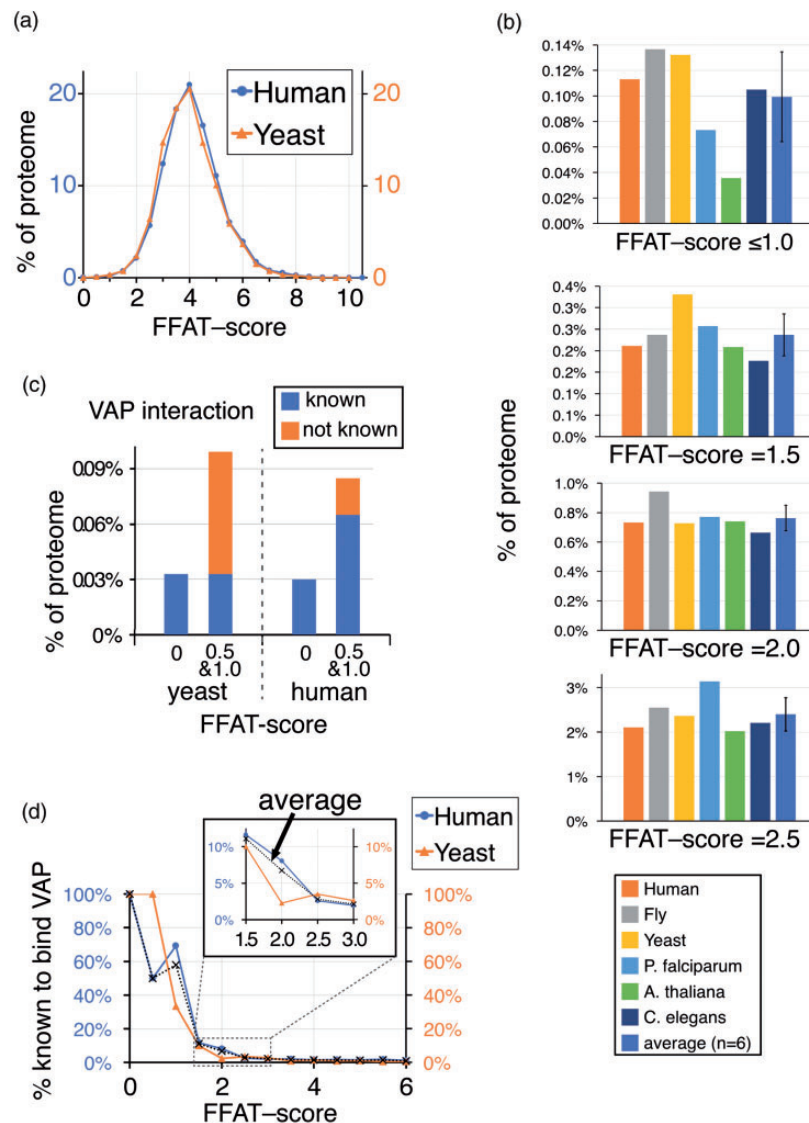 (a)
% of proteome
20
10
0
Human
Yeast
20
10
0
0 2 4 6 8 10
FFAT–score
(b)
% of proteome
0.14%
0.12%
0.10%
0.08%
0.06%
0.04%
0.02%
0.00%
FFAT–score ≤1.0
0.4%
0.3%
0.3%
0.2%
0.2%
0.1%
0.1%
0.0%
FFAT–score =1.5
1.0%
0.8%
0.6%
0.4%
0.2%
0.0%
FFAT–score =2.0
3%
2%
1%
0%
FFAT–score =2.5
Human
Fly
Yeast
P. falciparum
A. thaliana
C. elegans
average (n=6)
(c)
VAP interaction
known
not known
% of proteome
0.09%
0.06%
0.03%
0%
0 0.5 0 0.5
&1.0 &1.0
yeast human
FFAT-score
(d)
average
Human
Yeast
10%
5%
0%
10%
5%
0%
1.5 2.0 2.5 3.0
% known to bind VAP
100%
80%
60%
40%
20%
0%
100%
80%
60%
40%
20%
0%
0 2 4 6
FFAT–score